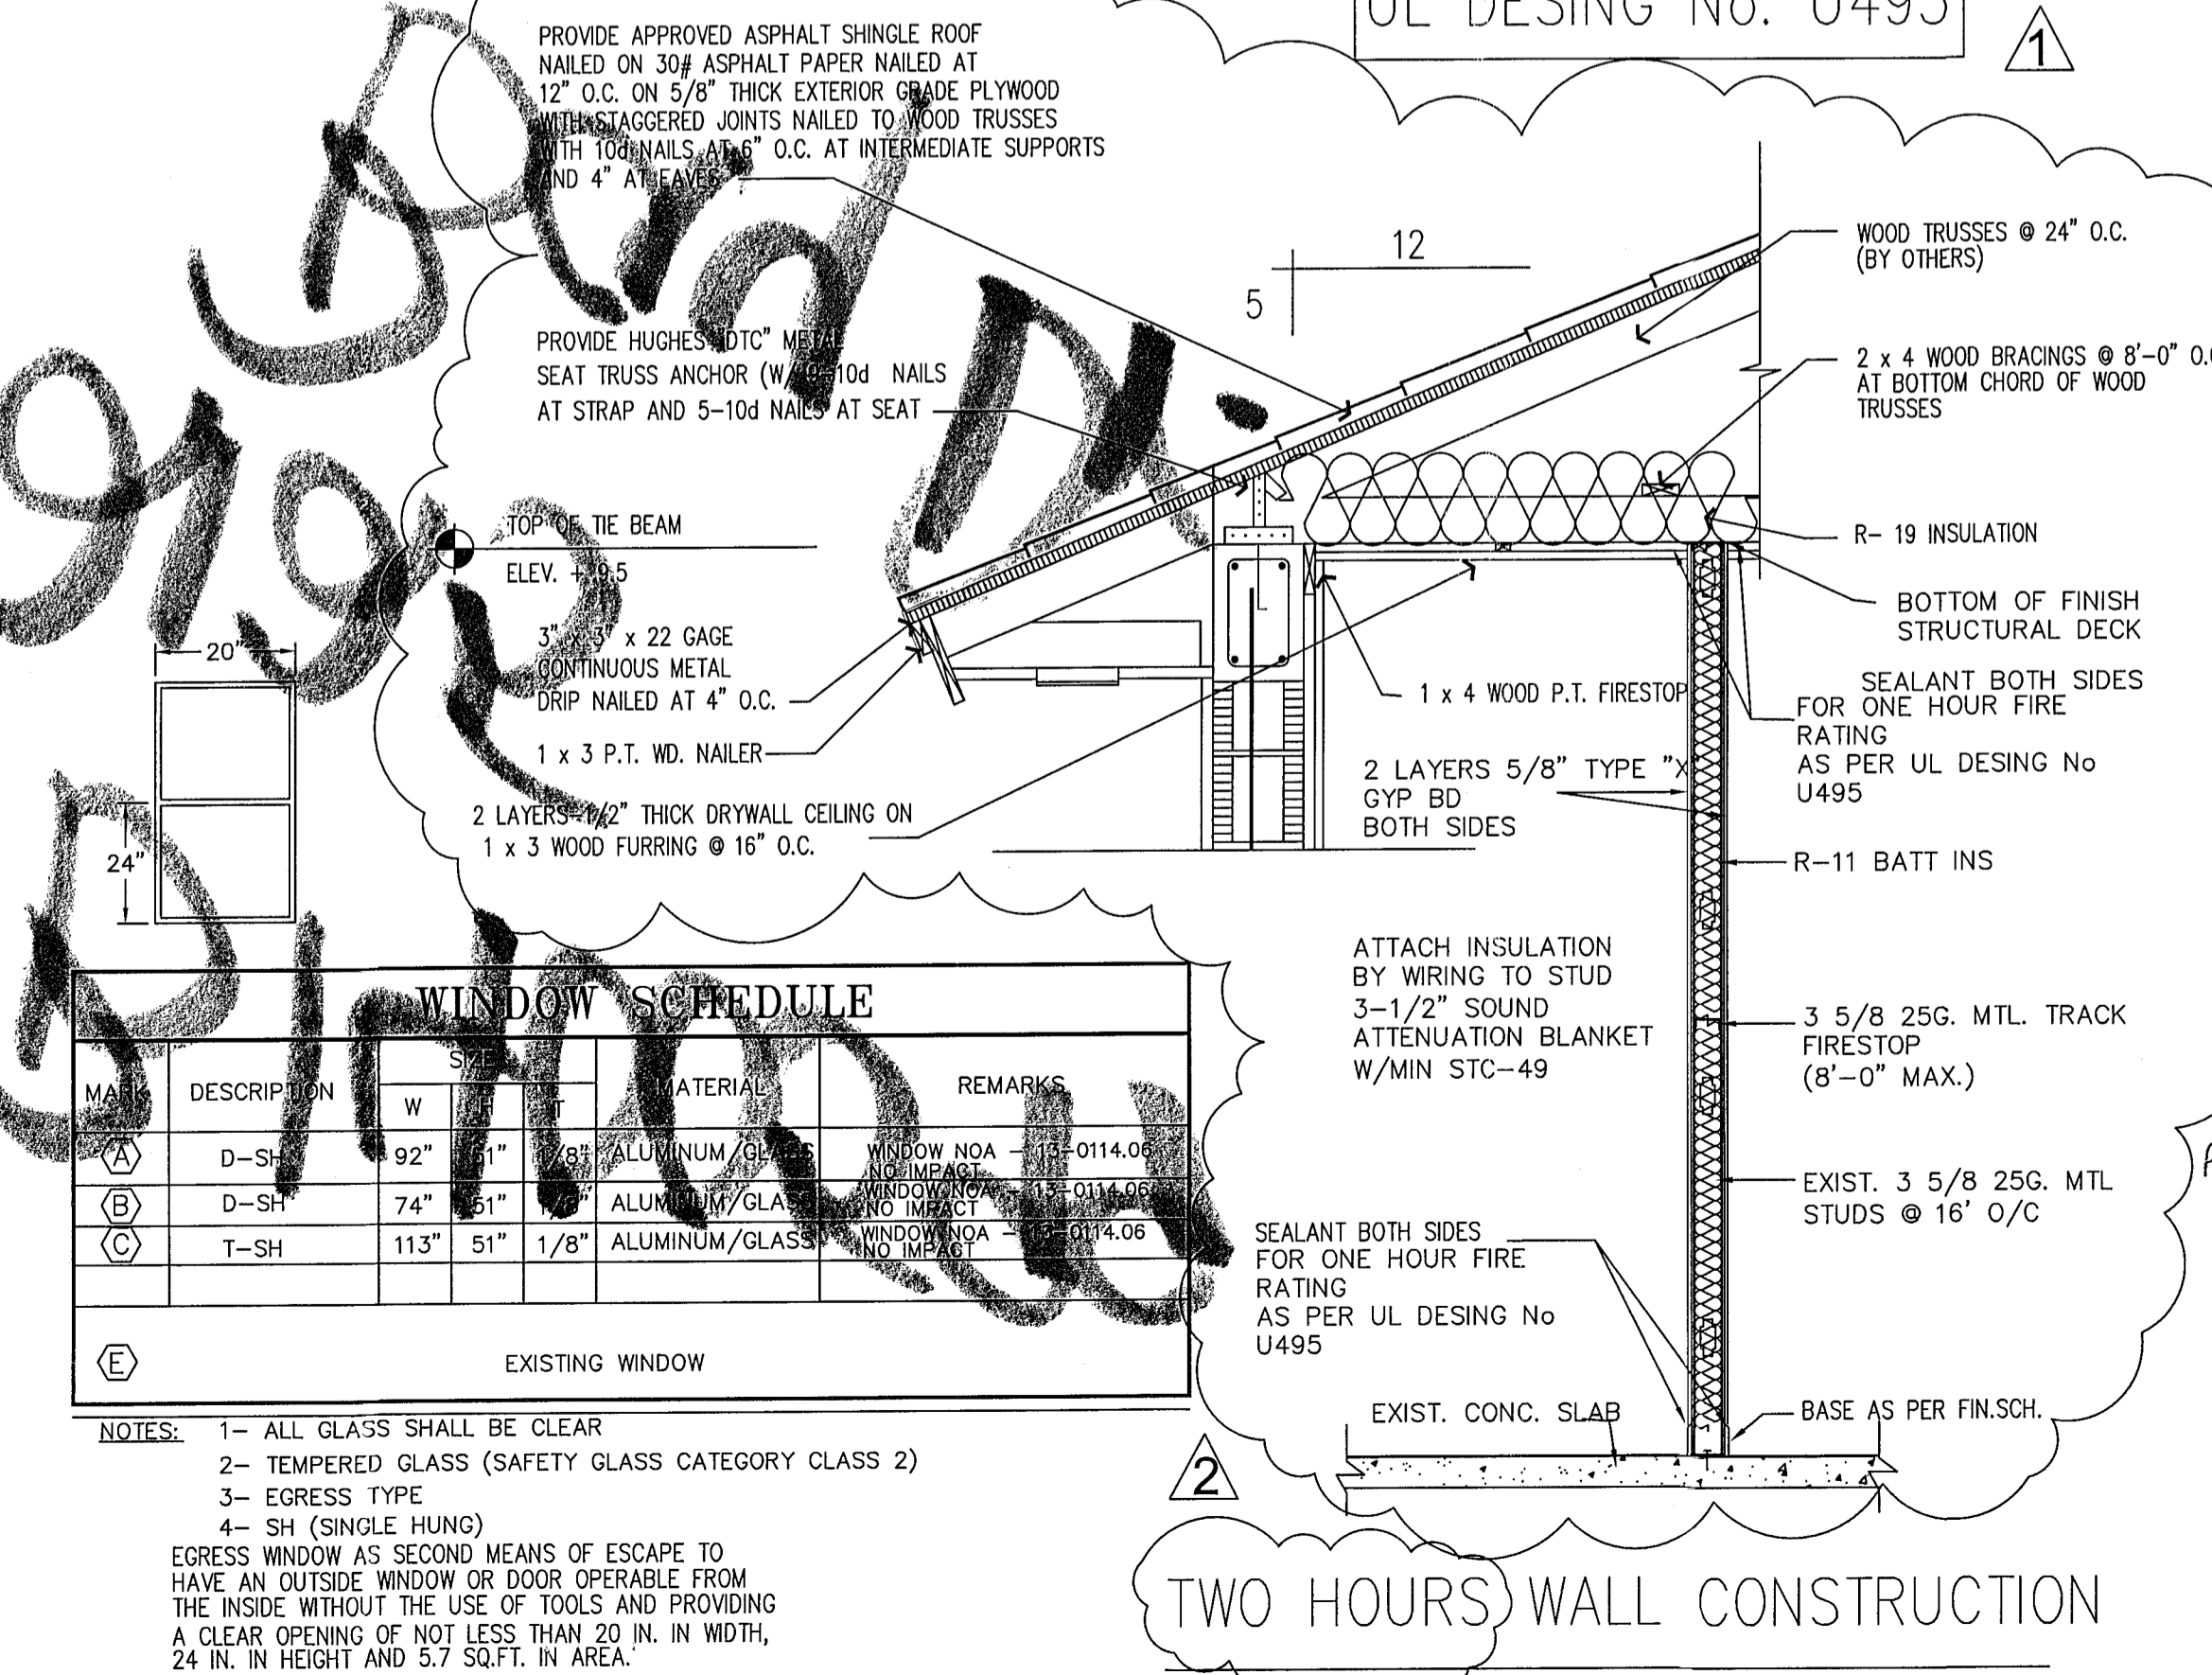 UL DESING No. U495
1
PROVIDE APPROVED ASPHALT SHINGLE ROOF
NAILED ON 30# ASPHALT PAPER NAILED AT
12" O.C. ON 5/8" THICK EXTERIOR GRADE PLYWOOD
WITH STAGGERED JOINTS NAILED TO WOOD TRUSSES
WITH 10d NAILS AT 6" O.C. AT INTERMEDIATE SUPPORTS
AND 4" AT EAVES
12
5
WOOD TRUSSES @ 24" O.C.
(BY OTHERS)
PROVIDE HUGHES "DTC" METAL
SEAT TRUSS ANCHOR (W/ 10d NAILS
AT STRAP AND 5-10d NAILS AT SEAT
2 x 4 WOOD BRACINGS @ 8'-0"
AT BOTTOM CHORD OF WOOD
TRUSSES
TOP OF TIE BEAM
ELEV. + 9.5
R- 19 INSULATION
BOTTOM OF FINISH
STRUCTURAL DECK
3" x 3" x 22 GAGE
CONTINUOUS METAL
DRIP NAILED AT 4" O.C.
1 x 3 P.T. WD. NAILER
2 LAYERS-1/2" THICK DRYWALL CEILING ON
1 x 3 WOOD FURRING @ 16" O.C.
20"
24"
1 x 4 WOOD P.T. FIRESTOP
SEALANT BOTH SIDES
FOR ONE HOUR FIRE
RATING
AS PER UL DESING No
U495
2 LAYERS 5/8" TYPE "X
GYP BD
BOTH SIDES
R-11 BATT INS
ATTACH INSULATION
BY WIRING TO STUD
3-1/2" SOUND
ATTENUATION BLANKET
W/MIN STC-49
3 5/8 25G. MTL. TRACK
FIRESTOP
(8'-0" MAX.)
EXIST. 3 5/8 25G. MTL
STUDS @ 16' O/C
SEALANT BOTH SIDES
FOR ONE HOUR FIRE
RATING
AS PER UL DESING No
U495
EXIST. CONC. SLAB
BASE AS PER FIN.SCH.
WINDOW SCHEDULE
MARK DESCRIPTION SIZE MATERIAL REMARKS
W H T
A D-SH 92" 51" 1/8" ALUMINUM/GLASS WINDOW NOA - 13-0114.06
NO IMPACT
B D-SH 74" 51" 1/8" ALUMINUM/GLASS WINDOW NOA - 13-0114.06
NO IMPACT
C T-SH 113" 51" 1/8" ALUMINUM/GLASS WINDOW NOA - 13-0114.06
NO IMPACT
E EXISTING WINDOW
NOTES: 1- ALL GLASS SHALL BE CLEAR
2- TEMPERED GLASS (SAFETY GLASS CATEGORY CLASS 2)
3- EGRESS TYPE
4- SH (SINGLE HUNG)
EGRESS WINDOW AS SECOND MEANS OF ESCAPE TO
HAVE AN OUTSIDE WINDOW OR DOOR OPERABLE FROM
THE INSIDE WITHOUT THE USE OF TOOLS AND PROVIDING
A CLEAR OPENING OF NOT LESS THAN 20 IN. IN WIDTH,
24 IN. IN HEIGHT AND 5.7 SQ.FT. IN AREA.
2
TWO HOURS WALL CONSTRUCTION